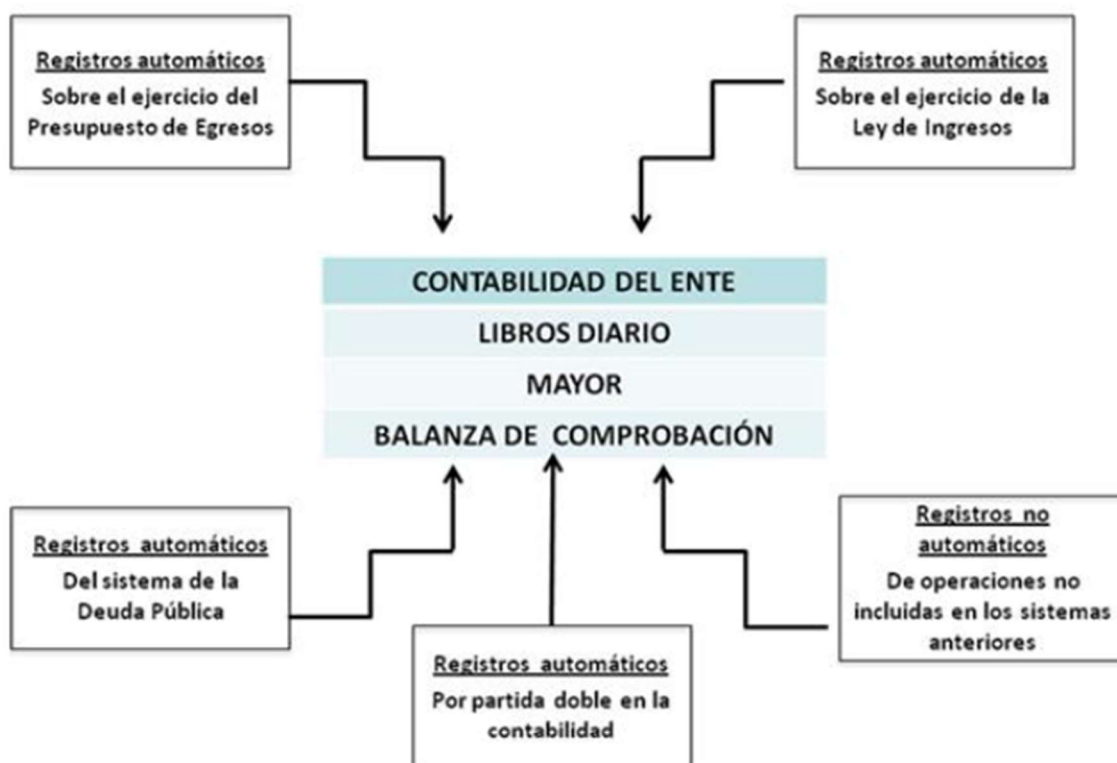 Registros automáticos
Sobre el ejercicio del
Presupuesto de Egresos
Registros automáticos
Sobre el ejercicio de la
Ley de Ingresos
CONTABILIDAD DEL ENTE
LIBROS DIARIO
MAYOR
BALANZA DE COMPROBACIÓN
Registros automáticos
Del sistema de la
Deuda Pública
Registros automáticos
Por partida doble en la
contabilidad
Registros no
automáticos
De operaciones no
incluidas en los sistemas
anteriores